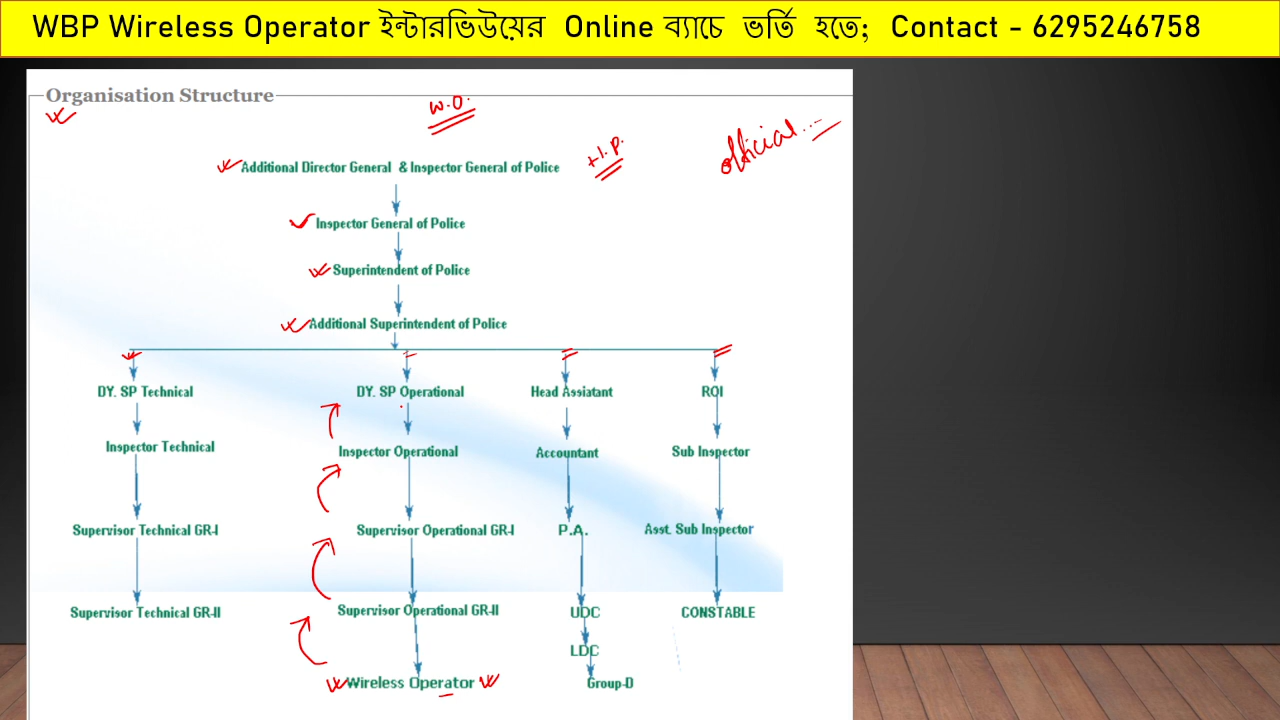 WBP Wireless Operator ইন্টারভিউয়ের Online ব্যাচে ভর্তি হতে; Contact - 6295246758
Organisation Structure
W.O.
+1.p.
official...
Additional Director General & Inspector General of Police
Inspector General of Police
Superintendent of Police
Additional Superintendent of Police
DY. SP Technical DY. SP Operational Head Assiatant ROI
Inspector Technical Inspector Operational Accountant Sub Inspector
Supervisor Technical GR-I Supervisor Operational GR-I P.A. Asst. Sub Inspector
Supervisor Technical GR-II Supervisor Operational GR-II UDC CONSTABLE
LDC
Wireless Operator Group-D